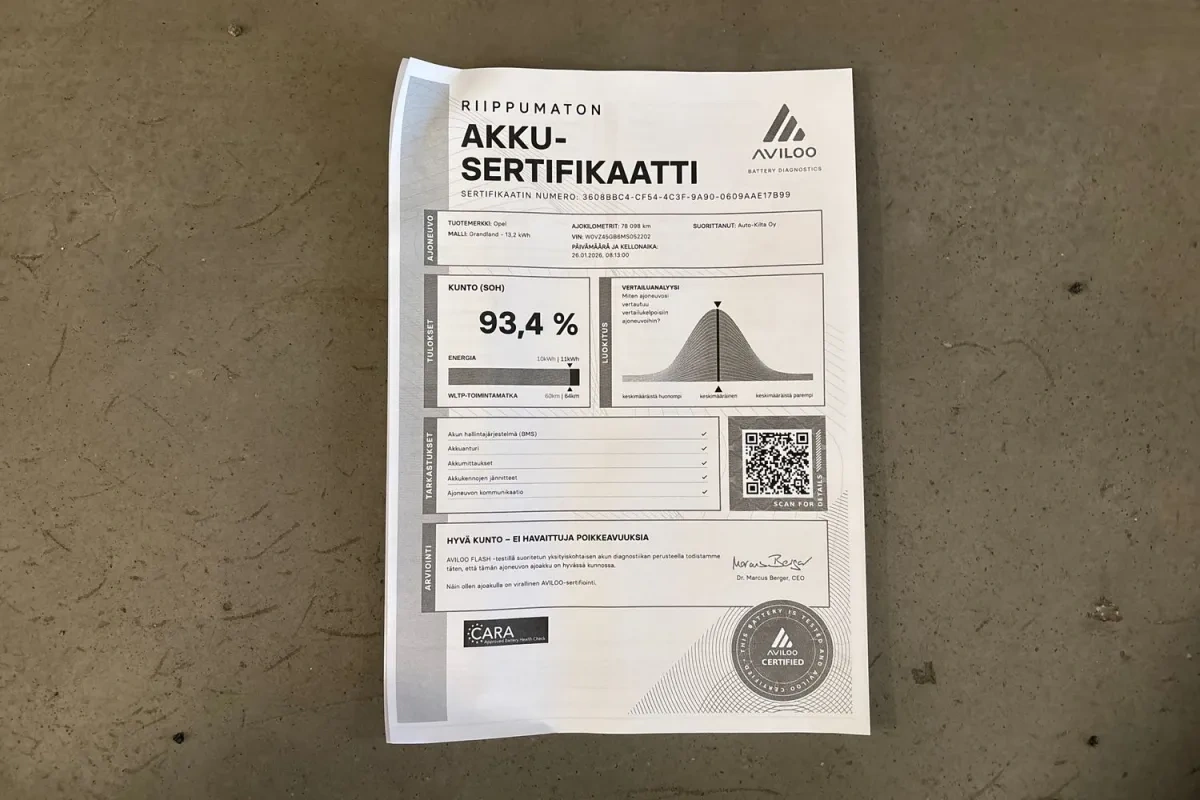 RIIPPUMATON
AKKU-
SERTIFIKAATTI
SERTIFIKAATIN NUMERO: 3608BBC4-CF54-4C3F-9A90-0609AAE17B99
AVILOO
BATTERY DIAGNOSTICS
AJONEUVO
TUOTEMERKKI: Opel
MALLI: Grandland - 13,2 kWh
AJOKILOMETRIT: 78 098 km
VIN: W0VZ45GB8MS052202
PÄIVÄMÄÄRÄ JA KELLONAIKA:
26.01.2026, 08:13:00
SUORITTANUT: Auto-Kilta Oy
TULOKSET
KUNTO (SOH)
93,4 %
ENERGIA
10kWh | 11kWh
WLTP-TOIMINTAMATKA
60km | 64km
LUOKITUS
VERTAILUANALYYSI
Miten ajoneuvosi
vertautuu
vertailukelpoisiin
ajoneuvoihin?
keskimääräistä huonompi
keskimääräinen
keskimääräistä parempi
TARKASTUKSET
Akun hallintajärjestelmä (BMS)
Akkuanturi
Akkumittaukset
Akkukennojen jännitteet
Ajoneuvon kommunikaatio
SCAN FOR DETAILS
ARVIOINTI
HYVÄ KUNTO – EI HAVAITTUJA POIKKEAVUUKSIA
AVILOO FLASH -testillä suoritetun yksityiskohtaisen akun diagnostiikan perusteella todistamme
täten, että tämän ajoneuvon ajoakku on hyvässä kunnossa.
Näin ollen ajoakulle on virallinen AVILOO-sertifiointi.
Marcus Berger
Dr. Marcus Berger, CEO
CARA
Approved Battery Health Check
THIS BATTERY IS TESTED AND AVILOO CERTIFIED
AVILOO
CERTIFIED